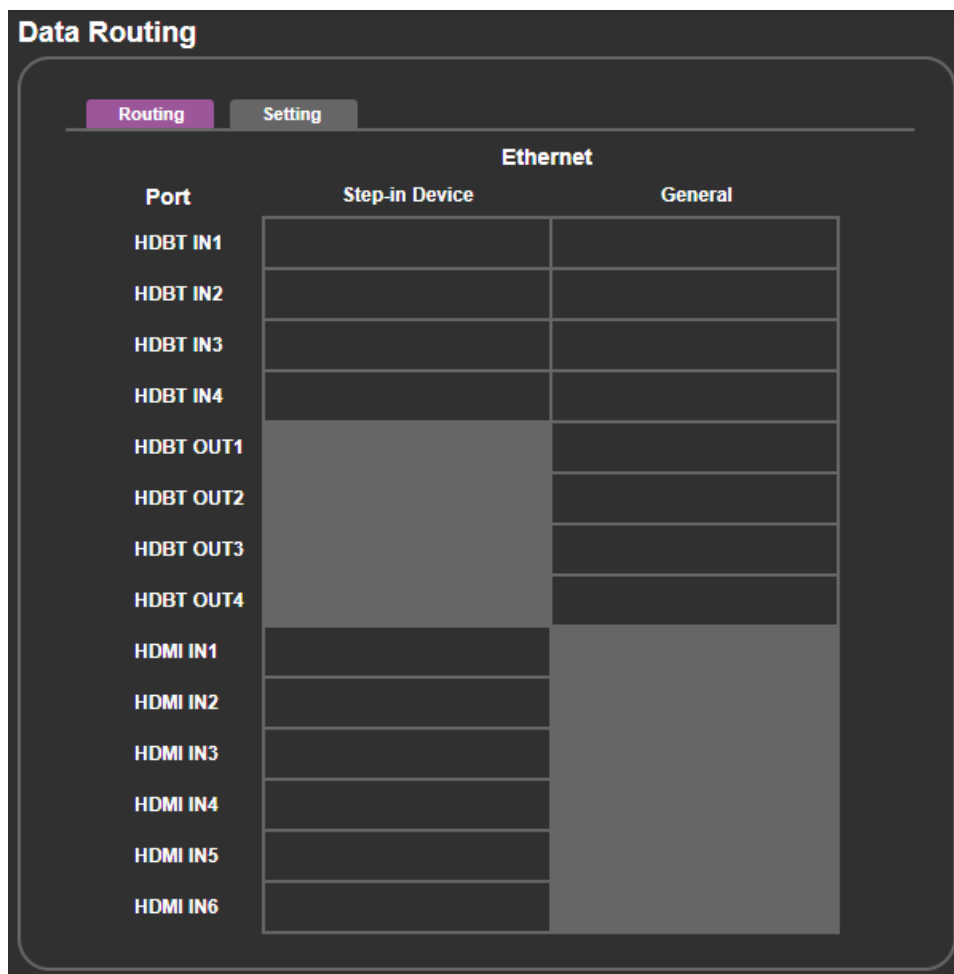 Data Routing
Routing Setting
Ethernet
Port Step-in Device General
HDBT IN1
HDBT IN2
HDBT IN3
HDBT IN4
HDBT OUT1
HDBT OUT2
HDBT OUT3
HDBT OUT4
HDMI IN1
HDMI IN2
HDMI IN3
HDMI IN4
HDMI IN5
HDMI IN6